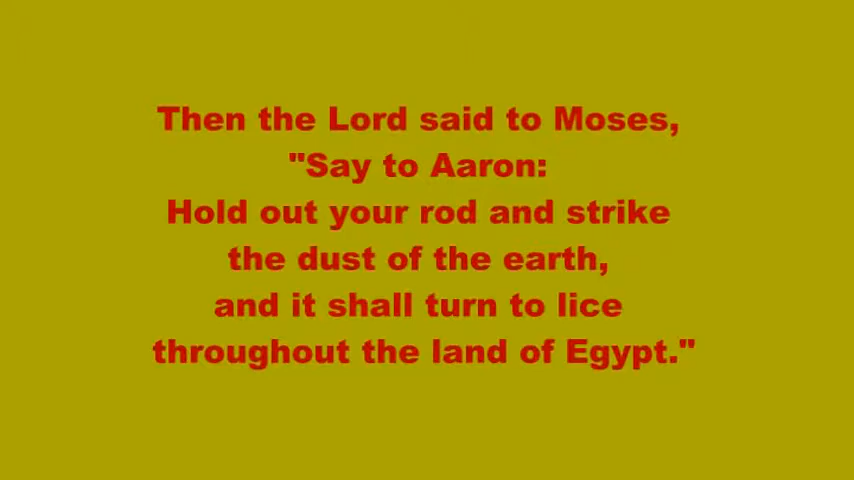 Then the Lord said to Moses,
"Say to Aaron:
Hold out your rod and strike
the dust of the earth,
and it shall turn to lice
throughout the land of Egypt."